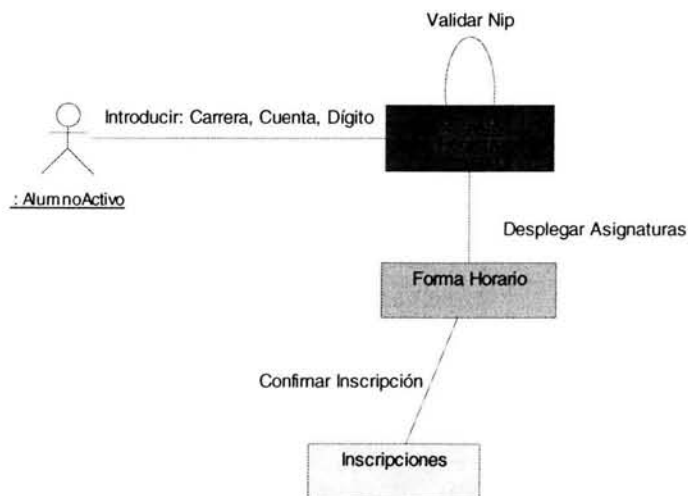 Validar Nip
Introducir: Carrera, Cuenta, Dígito
: AlumnoActivo
Desplegar Asignaturas
Forma Horario
Confirmar Inscripción
Inscripciones